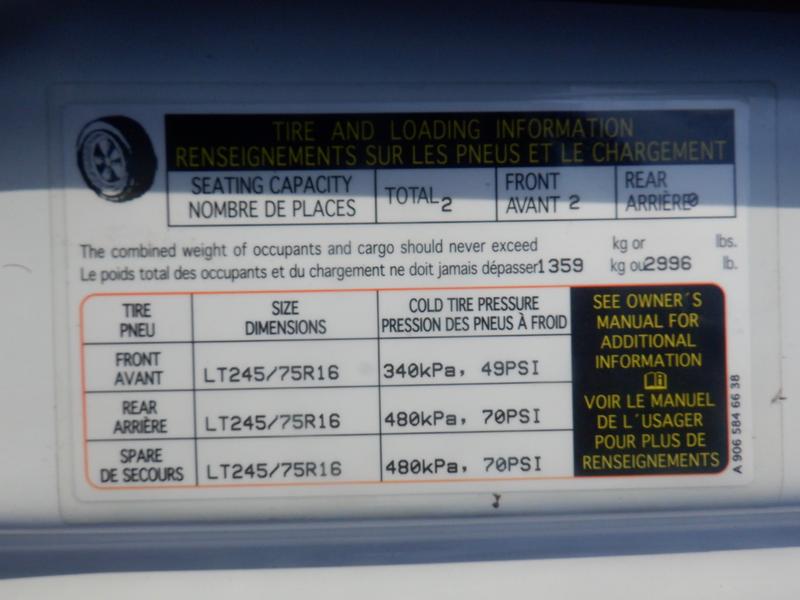 TIRE AND LOADING INFORMATION
RENSEIGNEMENTS SUR LES PNEUS ET LE CHARGEMENT
SEATING CAPACITY
NOMBRE DE PLACES
TOTAL 2
FRONT
AVANT 2
REAR
ARRIÈRE 0
The combined weight of occupants and cargo should never exceed kg or lbs.
Le poids total des occupants et du chargement ne doit jamais dépasser 1359 kg ou 2996 lb.
TIRE
PNEU
SIZE
DIMENSIONS
COLD TIRE PRESSURE
PRESSION DES PNEUS À FROID
FRONT
AVANT
LT245/75R16
340kPa, 49PSI
REAR
ARRIÈRE
LT245/75R16
480kPa, 70PSI
SPARE
DE SECOURS
LT245/75R16
480kPa, 70PSI
SEE OWNER´S
MANUAL FOR
ADDITIONAL
INFORMATION
VOIR LE MANUEL
DE L´USAGER
POUR PLUS DE
RENSEIGNEMENTS
A 906 584 66 38